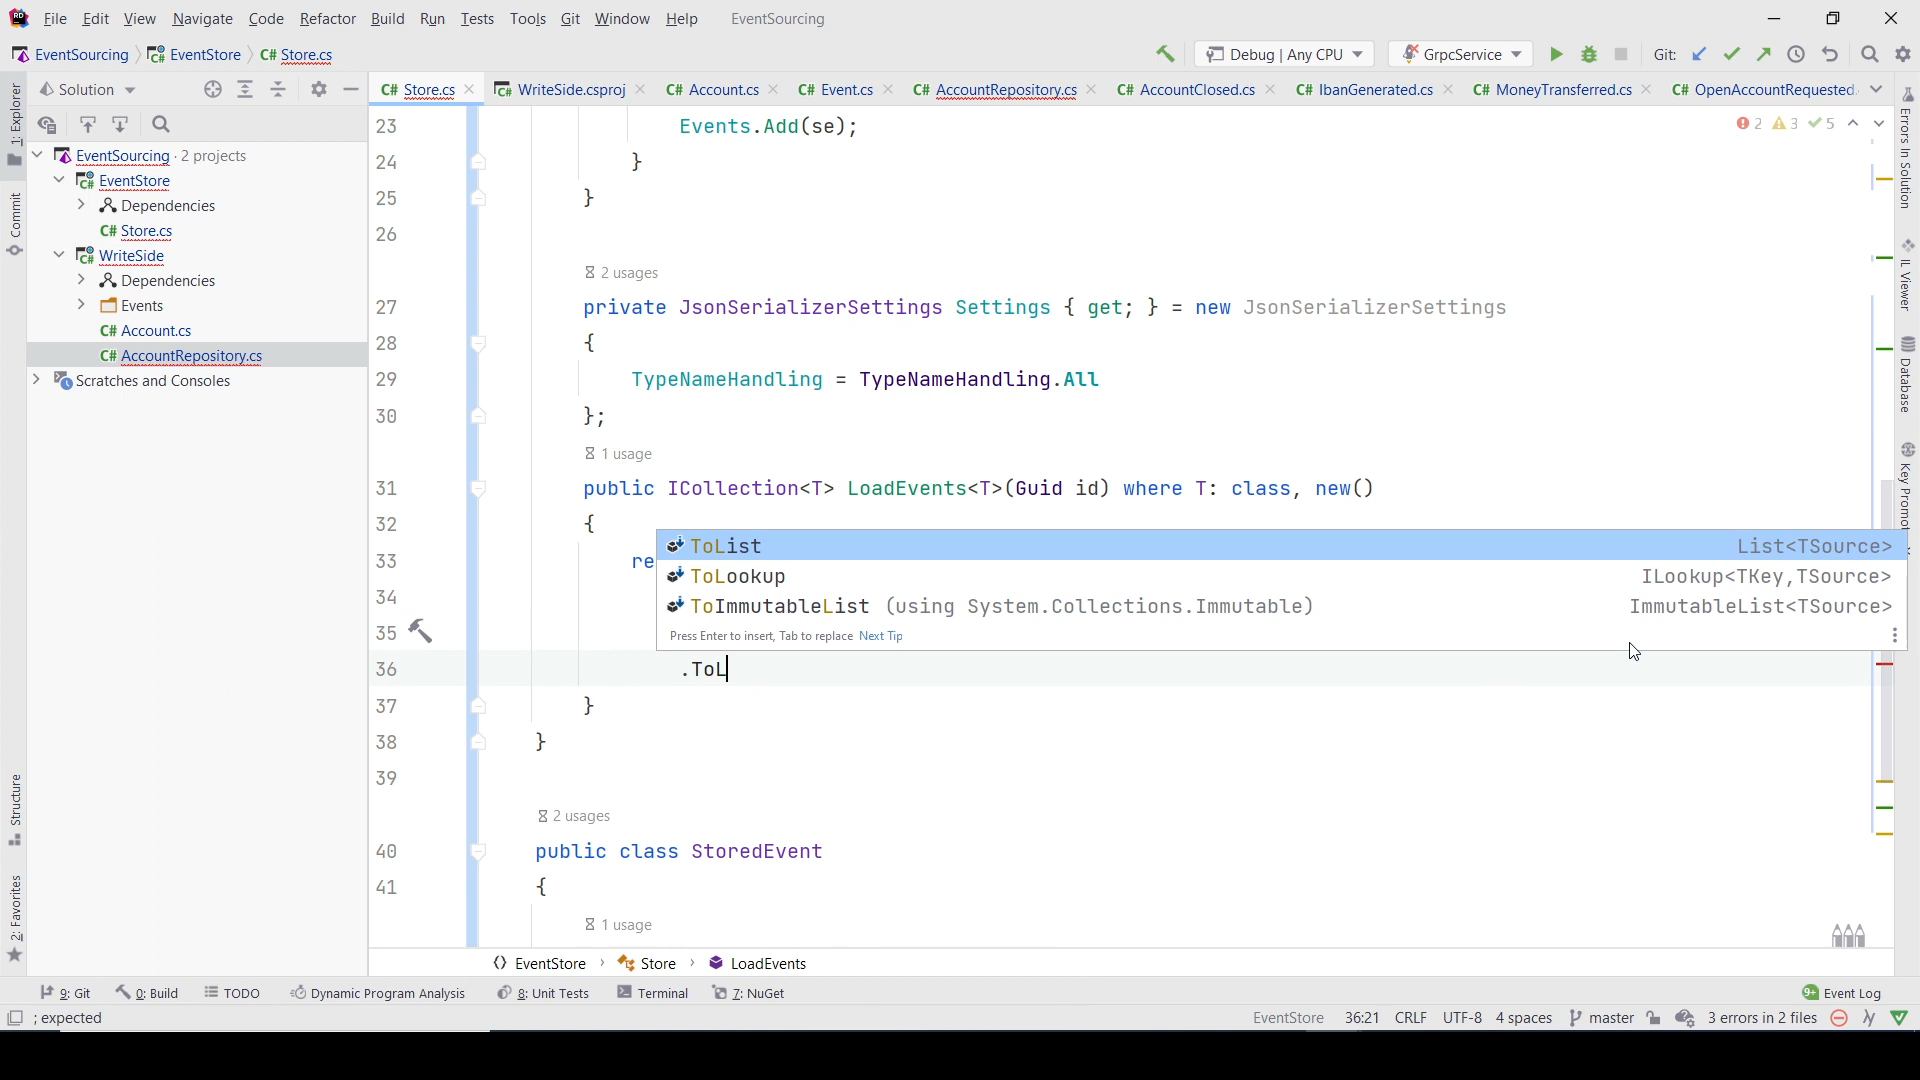 File Edit View Navigate Code Refactor Build Run Tests Tools Git Window Help EventSourcing
EventSourcing EventStore C# Store.cs Debug | Any CPU GrpcService Git:
Solution
C# Store.cs WriteSide.csproj C# Account.cs C# Event.cs C# AccountRepository.cs C# AccountClosed.cs C# IbanGenerated.cs C# MoneyTransferred.cs C# OpenAccountRequested.
EventSourcing · 2 projects
EventStore
Dependencies
C# Store.cs
WriteSide
Dependencies
Events
C# Account.cs
C# AccountRepository.cs
Scratches and Consoles
1: Explorer
Commit
Structure
2: Favorites
2 3 5
23 Events.Add(se);
24 }
25 }
26
2 usages
27 private JsonSerializerSettings Settings { get; } = new JsonSerializerSettings
28 {
29 TypeNameHandling = TypeNameHandling.All
30 };
1 usage
31 public ICollection<T> LoadEvents<T>(Guid id) where T: class, new()
32 {
33 re
34
35
36 .ToL
37 }
38 }
39
2 usages
40 public class StoredEvent
41 {
1 usage
ToList List<TSource>
ToLookup ILookup<TKey,TSource>
ToImmutableList (using System.Collections.Immutable) ImmutableList<TSource>
Press Enter to insert, Tab to replace Next Tip
Errors In Solution
IL Viewer
Database
Key Promot
EventStore Store LoadEvents
9: Git 0: Build TODO Dynamic Program Analysis 8: Unit Tests Terminal 7: NuGet 9+ Event Log
; expected EventStore 36:21 CRLF UTF-8 4 spaces master 3 errors in 2 files